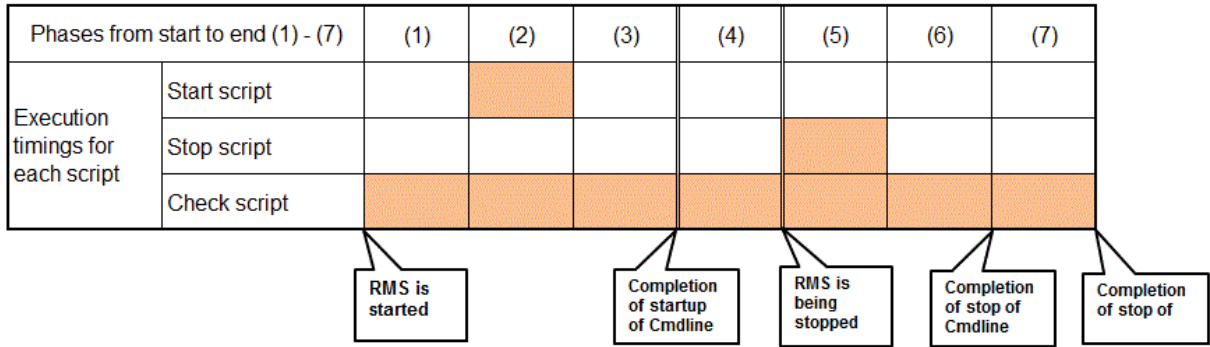 Phases from start to end (1) - (7) (1) (2) (3) (4) (5) (6) (7)
Execution
timings for
each script
Start script
Stop script
Check script
RMS is
started
Completion
of startup
of Cmdline
RMS is
being
stopped
Completion
of stop of
Cmdline
Completion
of stop of